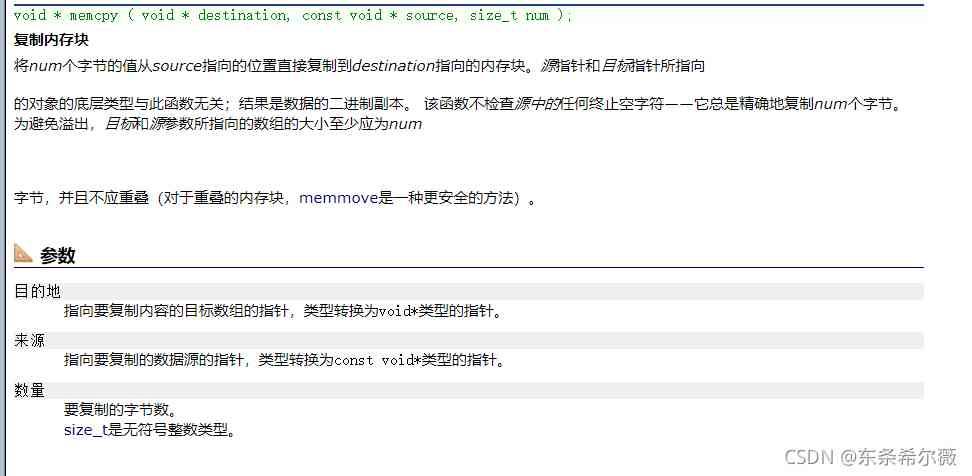 void * memcpy ( void * destination, const void * source, size_t num );
复制内存块
将num个字节的值从source指向的位置直接复制到destination指向的内存块。源指针和目标指针所指向
的对象的底层类型与此函数无关；结果是数据的二进制副本。 该函数不检查源中的任何终止空字符——它总是精确地复制num个字节。
为避免溢出，目标和源参数所指向的数组的大小至少应为num
字节，并且不应重叠（对于重叠的内存块，memmove是一种更安全的方法）。
参数
目的地
指向要复制内容的目标数组的指针，类型转换为void*类型的指针。
来源
指向要复制的数据源的指针，类型转换为const void*类型的指针。
数量
要复制的字节数。
size_t是无符号整数类型。
CSDN @东条希尔薇